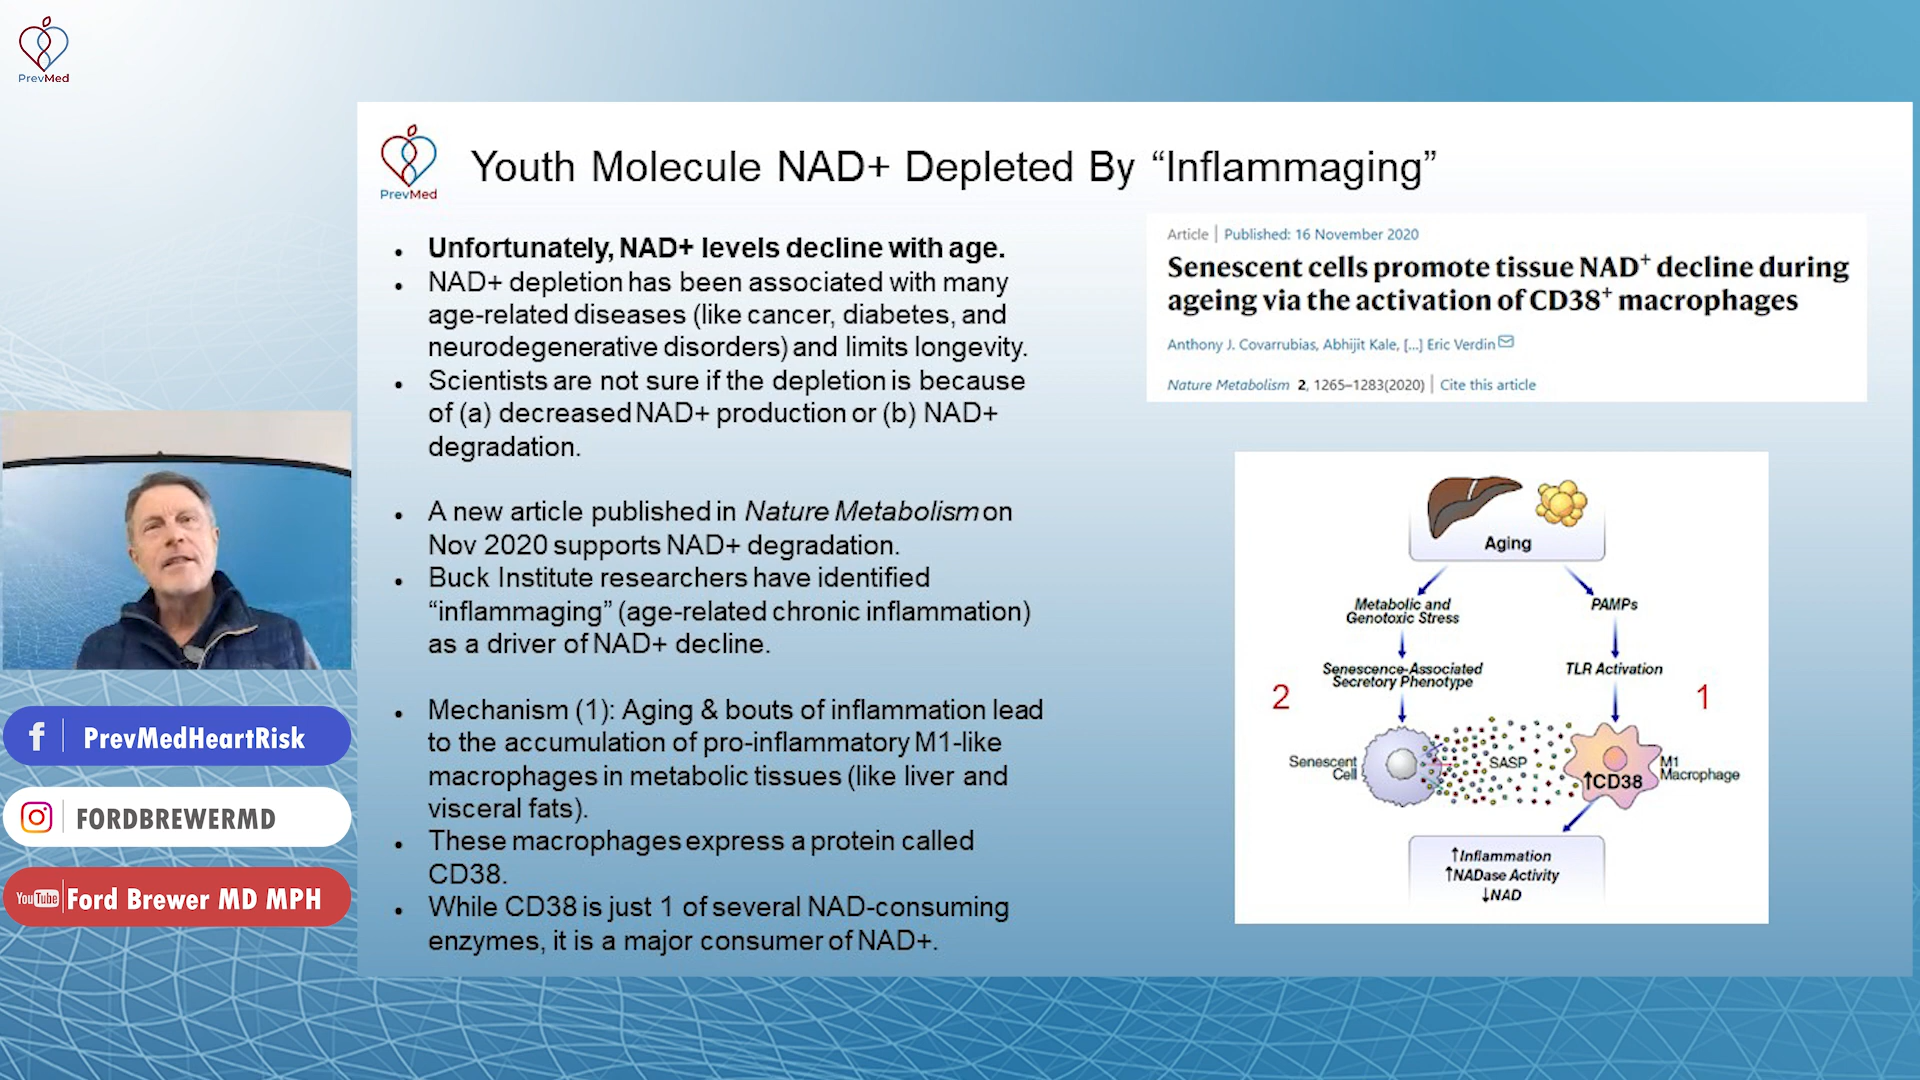 PrevMed
PrevMed
Youth Molecule NAD+ Depleted By “Inflammaging”
• Unfortunately, NAD+ levels decline with age.
• NAD+ depletion has been associated with many
age-related diseases (like cancer, diabetes, and
neurodegenerative disorders) and limits longevity.
• Scientists are not sure if the depletion is because
of (a) decreased NAD+ production or (b) NAD+
degradation.
• A new article published in Nature Metabolism on
Nov 2020 supports NAD+ degradation.
• Buck Institute researchers have identified
“inflammaging” (age-related chronic inflammation)
as a driver of NAD+ decline.
• Mechanism (1): Aging & bouts of inflammation lead
to the accumulation of pro-inflammatory M1-like
macrophages in metabolic tissues (like liver and
visceral fats).
• These macrophages express a protein called
CD38.
• While CD38 is just 1 of several NAD-consuming
enzymes, it is a major consumer of NAD+.
Article | Published: 16 November 2020
Senescent cells promote tissue NAD+ decline during
ageing via the activation of CD38+ macrophages
Anthony J. Covarrubias, Abhijit Kale, [...] Eric Verdin
Nature Metabolism 2, 1265–1283(2020) | Cite this article
Aging
Metabolic and
Genotoxic Stress
PAMPs
Senescence-Associated
Secretory Phenotype
TLR Activation
2
1
Senescent
Cell
SASP
↑CD38
M1
Macrophage
↑Inflammation
↑NADase Activity
↓NAD
f | PrevMedHeartRisk
FORDBREWERMD
YouTube | Ford Brewer MD MPH